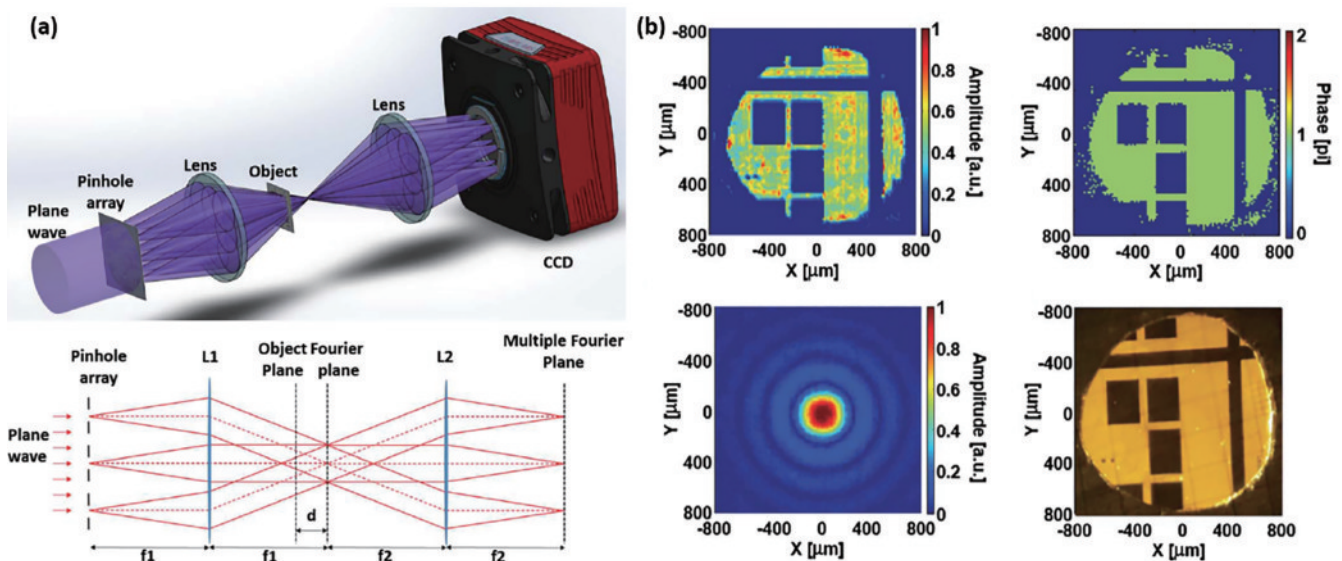 (a)
Lens
Object
Lens
Pinhole
array
Plane
wave
CCD
Pinhole
array
L1
Object
Plane
Fourier
plane
L2
Multiple Fourier
Plane
Plane
wave
d
f1
f1
f2
f2
(b)
-800
-400
0
400
800
Y [µm]
-800
-400
0
400
800
X [µm]
1
0.8
0.6
0.4
0.2
0
Amplitude [a.u.]
-800
-400
0
400
800
Y [µm]
-800
-400
0
400
800
X [µm]
2
1
0
Phase [pi]
-800
-400
0
400
800
Y [µm]
-800
-400
0
400
800
X [µm]
1
0.8
0.6
0.4
0.2
0
Amplitude [a.u.]
-800
-400
0
400
800
Y [µm]
-800
-400
0
400
800
X [µm]